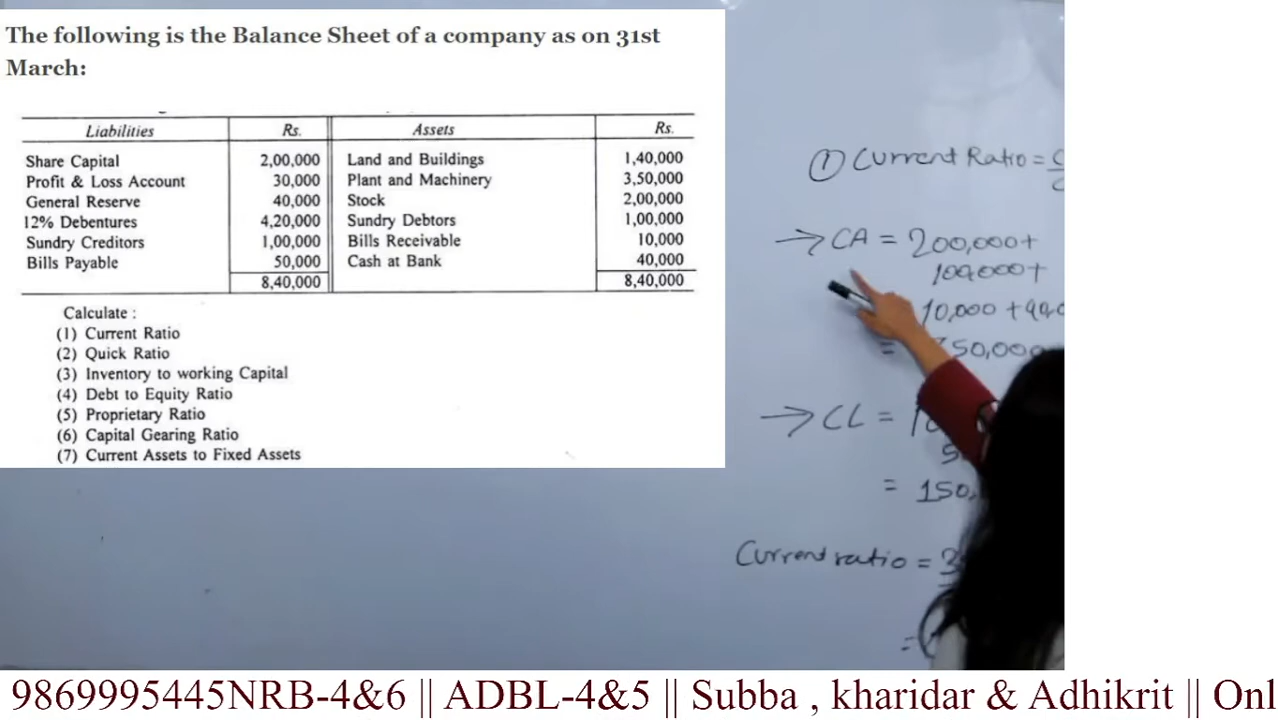 The following is the Balance Sheet of a company as on 31st
March:
Liabilities Rs. Assets Rs.
Share Capital 2,00,000 Land and Buildings 1,40,000
Profit & Loss Account 30,000 Plant and Machinery 3,50,000
General Reserve 40,000 Stock 2,00,000
12% Debentures 4,20,000 Sundry Debtors 1,00,000
Sundry Creditors 1,00,000 Bills Receivable 10,000
Bills Payable 50,000 Cash at Bank 40,000
8,40,000 8,40,000
Calculate :
(1) Current Ratio
(2) Quick Ratio
(3) Inventory to working Capital
(4) Debt to Equity Ratio
(5) Proprietary Ratio
(6) Capital Gearing Ratio
(7) Current Assets to Fixed Assets
① Current Ratio =
→ CA = 200,000+
100,000+
10,000 +
= 350,000
→ CL =
= 150,
Current ratio =
=
9869995445NRB-4&6 || ADBL-4&5 || Subba , kharidar & Adhikrit || Onl